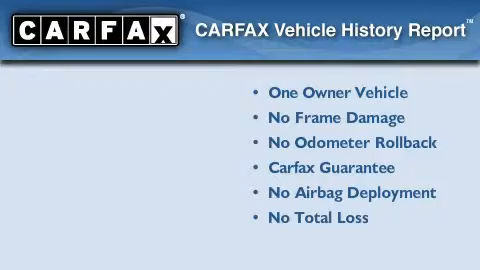 CARFAX® CARFAX Vehicle History Report™
• One Owner Vehicle
• No Frame Damage
• No Odometer Rollback
• Carfax Guarantee
• No Airbag Deployment
• No Total Loss